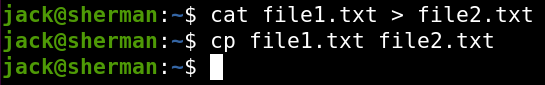 jack@sherman:~$ cat file1.txt > file2.txt
jack@sherman:~$ cp file1.txt file2.txt
jack@sherman:~$